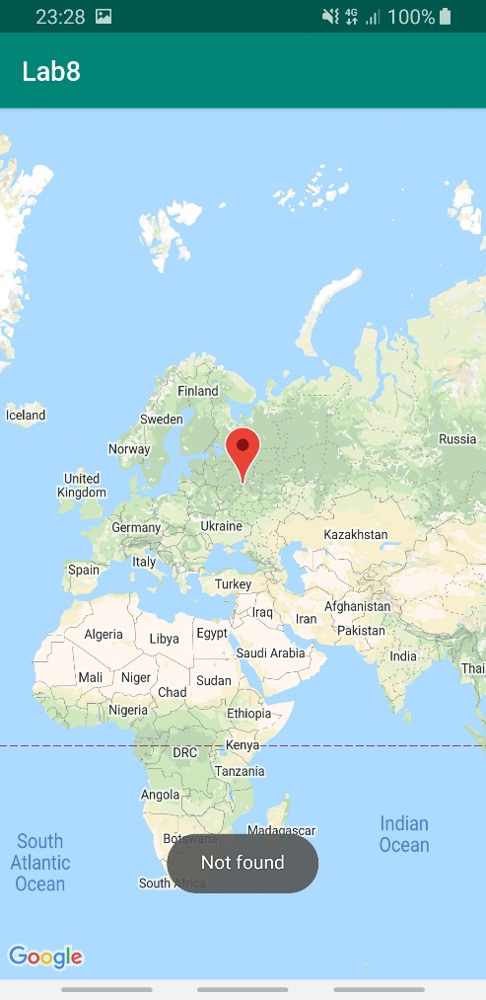 23:28 4G 100%
Lab8
Finland
Iceland
Sweden
Russia
Norway
United
Kingdom
Germany
Ukraine
Kazakhstan
Italy
Spain
Turkey
Afghanistan
Iraq
Iran
Pakistan
Algeria
Libya
Egypt
Saudi Arabia
India
Thai
Mali
Niger
Sudan
Chad
Nigeria
Ethiopia
Kenya
DRC
Tanzania
Angola
Madagascar
Botswana
Indian
Ocean
South
Atlantic
Ocean
Not found
South Africa
Google